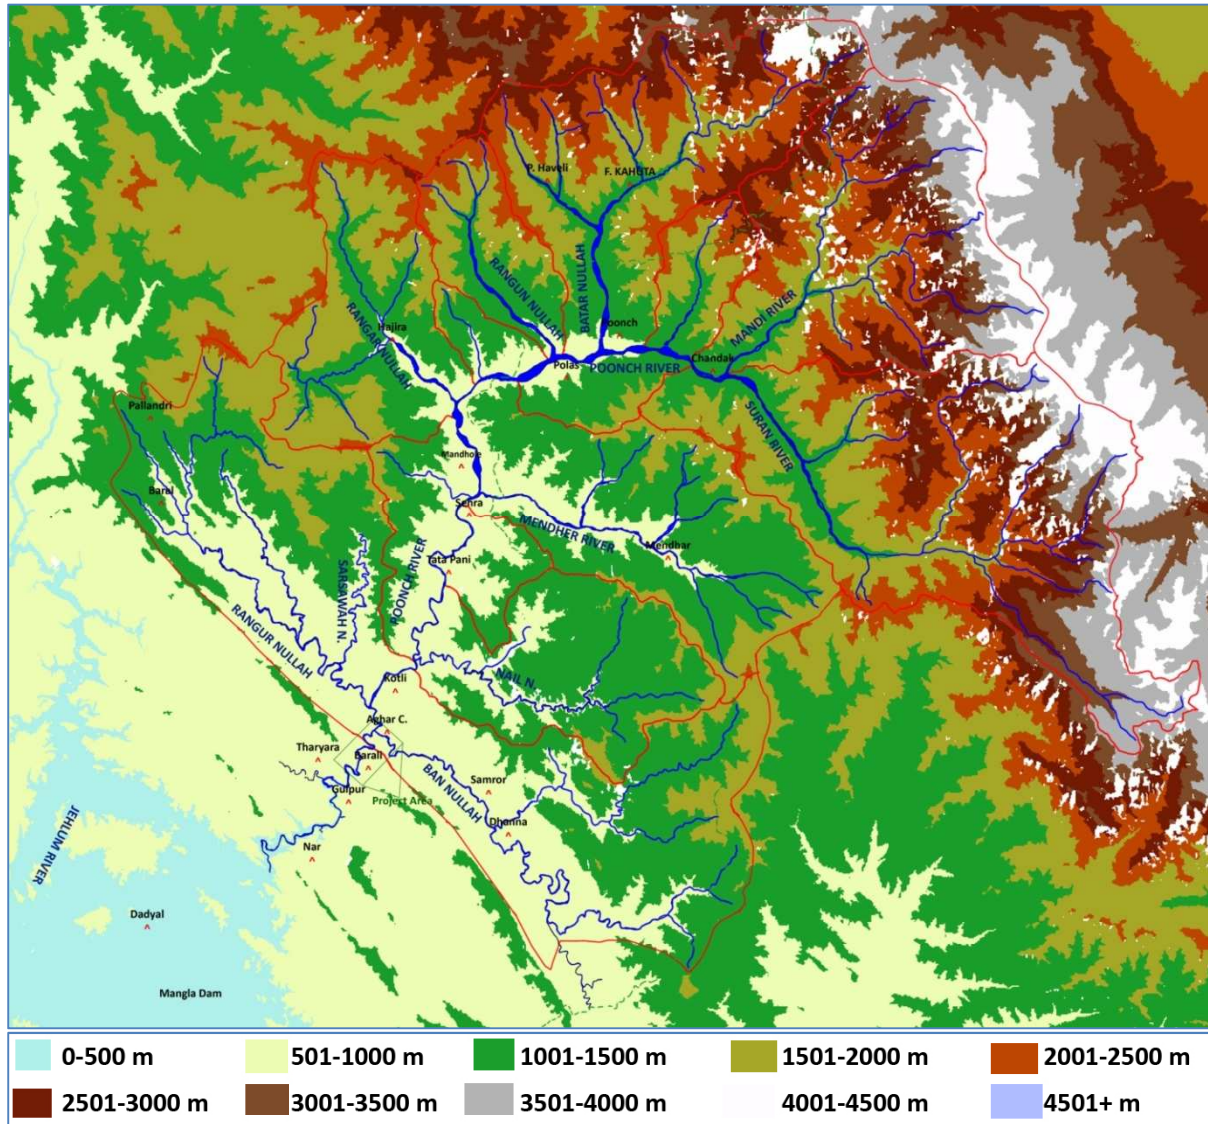 P. Haveli
F. KAHUTA
RANGUN NULLAH
BATAR NULLAH
MANDI RIVER
Poonch
Hajira
RANGAR NULLAH
Polas
POONCH RIVER
Chandak
SURAN RIVER
Pallandri
Mandhole
Baral
Sehra
MENDHER RIVER
Mendhar
Tata Pani
SARSAWAH N.
POONCH RIVER
RANGUR NULLAH
Kotli
NAIL N.
Aghar C.
Tharyara
Barali
BAN NULLAH
Samror
Gulpur
Project Area
Dhanna
JEHLUM RIVER
Nar
Dadyal
Mangla Dam
0-500 m
501-1000 m
1001-1500 m
1501-2000 m
2001-2500 m
2501-3000 m
3001-3500 m
3501-4000 m
4001-4500 m
4501+ m